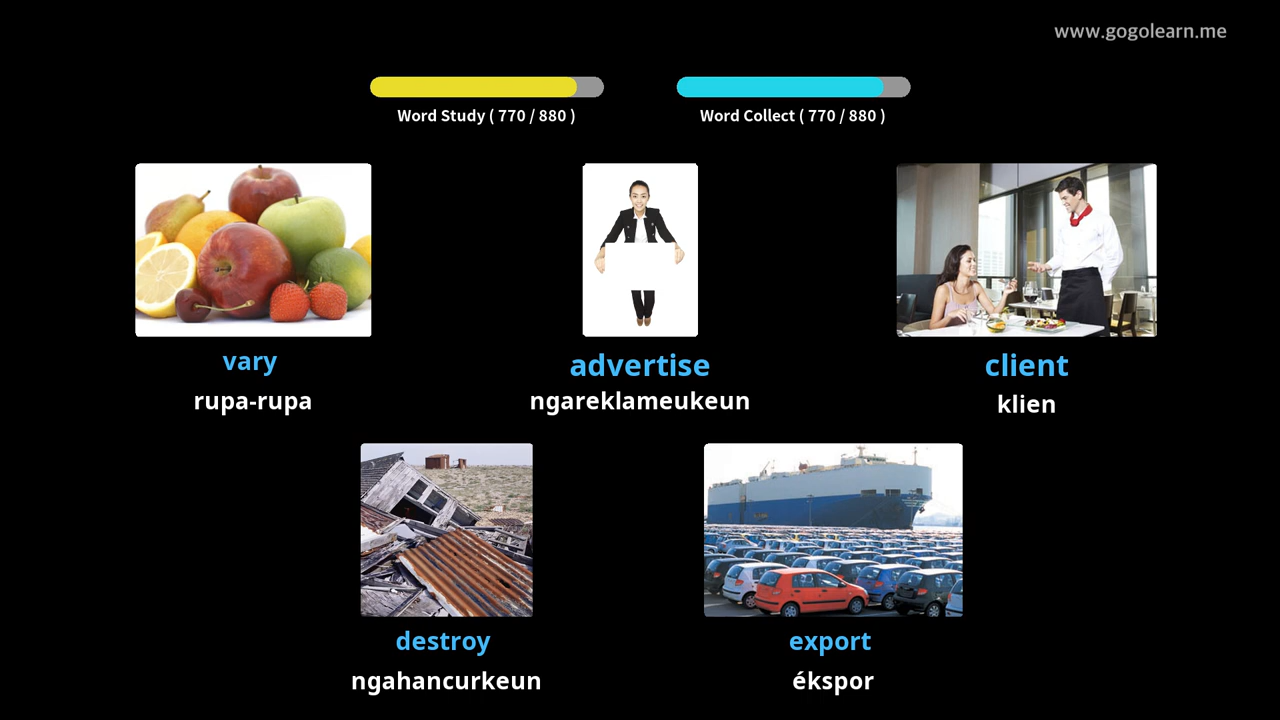 www.gogolearn.me
Word Study ( 770 / 880 )
Word Collect ( 770 / 880 )
vary
rupa-rupa
advertise
ngareklameukeun
client
klien
destroy
ngahancurkeun
export
ékspor